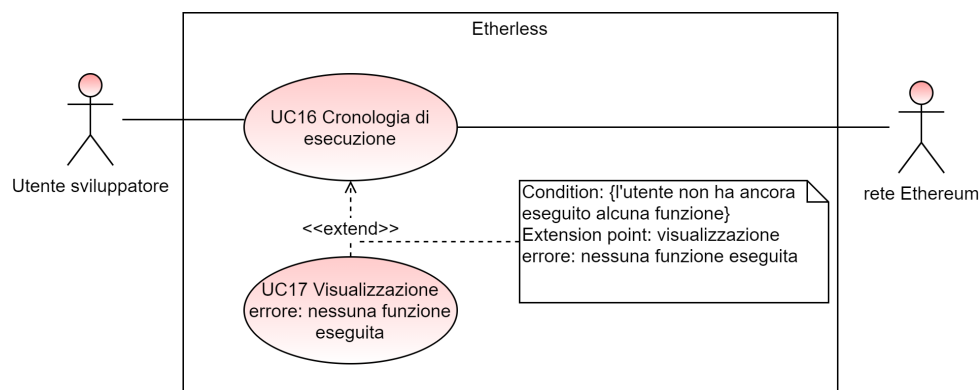 Etherless
UC16 Cronologia di
esecuzione
Utente sviluppatore
rete Ethereum
Condition: {l'utente non ha ancora
eseguito alcuna funzione}
Extension point: visualizzazione
errore: nessuna funzione eseguita
<<extend>>
UC17 Visualizzazione
errore: nessuna funzione
eseguita